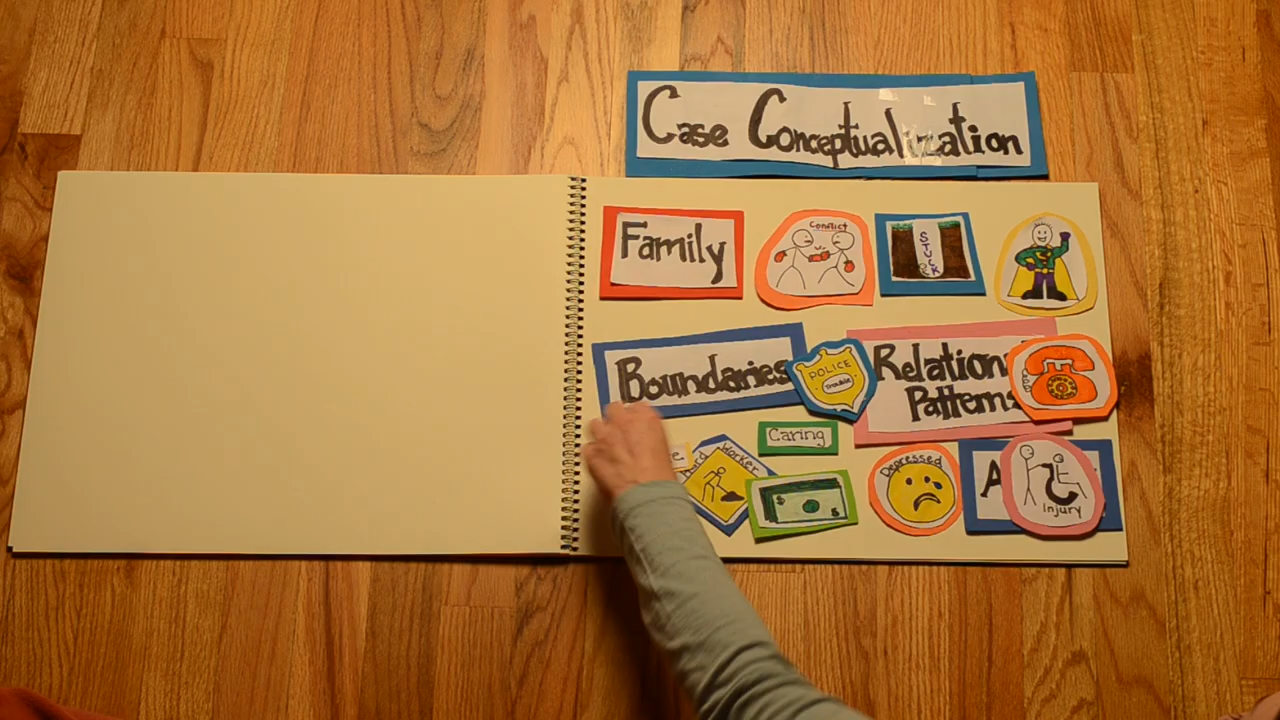 Case Conceptualization
Family
Conflict
STUCK
Boundaries
POLICE
Trouble
Relation
Patterns
Caring
Hard Worker
$ $
Depressed
A
Injury